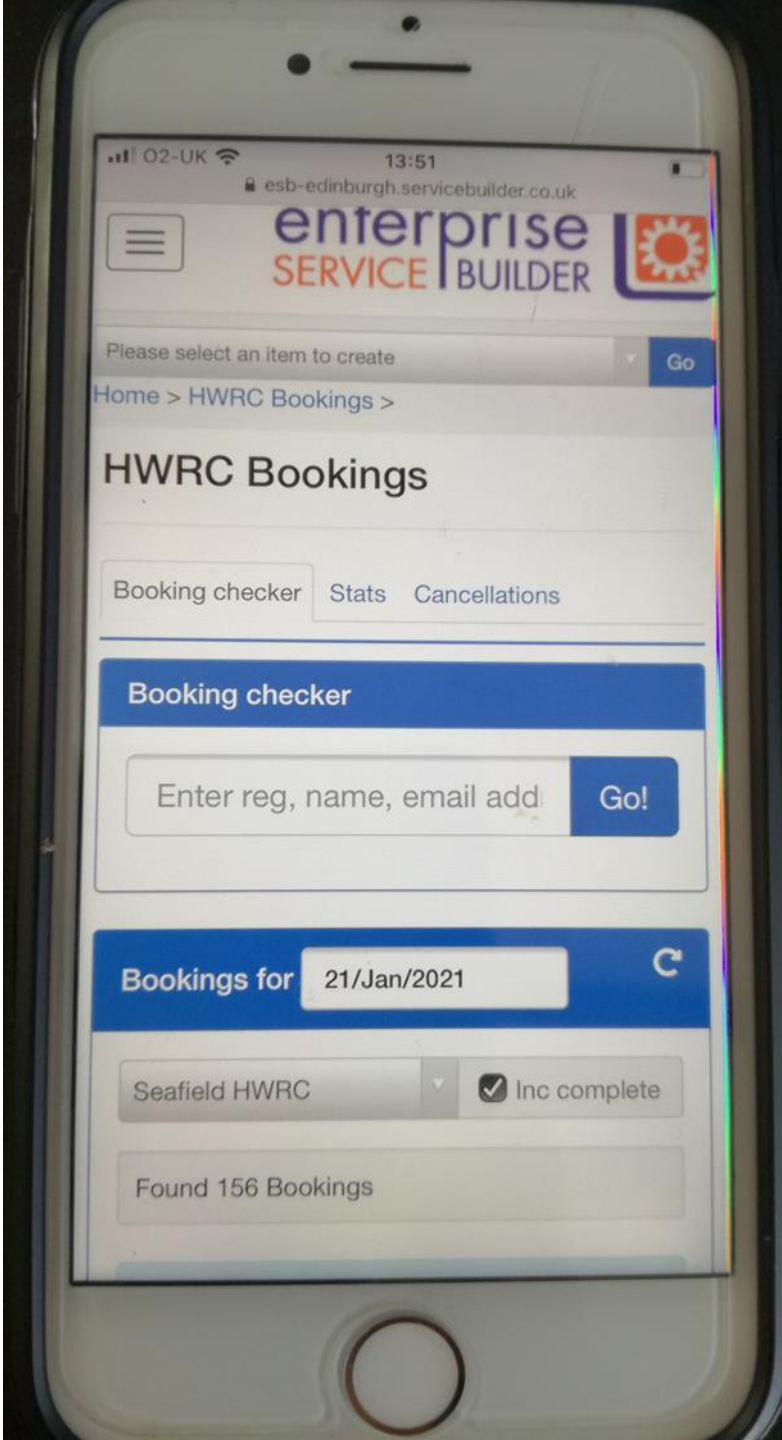 O2-UK
13:51
esb-edinburgh.servicebuilder.co.uk
enterprise
SERVICE BUILDER
Please select an item to create
Go
Home > HWRC Bookings >
HWRC Bookings
Booking checker Stats Cancellations
Booking checker
Enter reg, name, email add
Go!
Bookings for 21/Jan/2021
Seafield HWRC
Inc complete
Found 156 Bookings